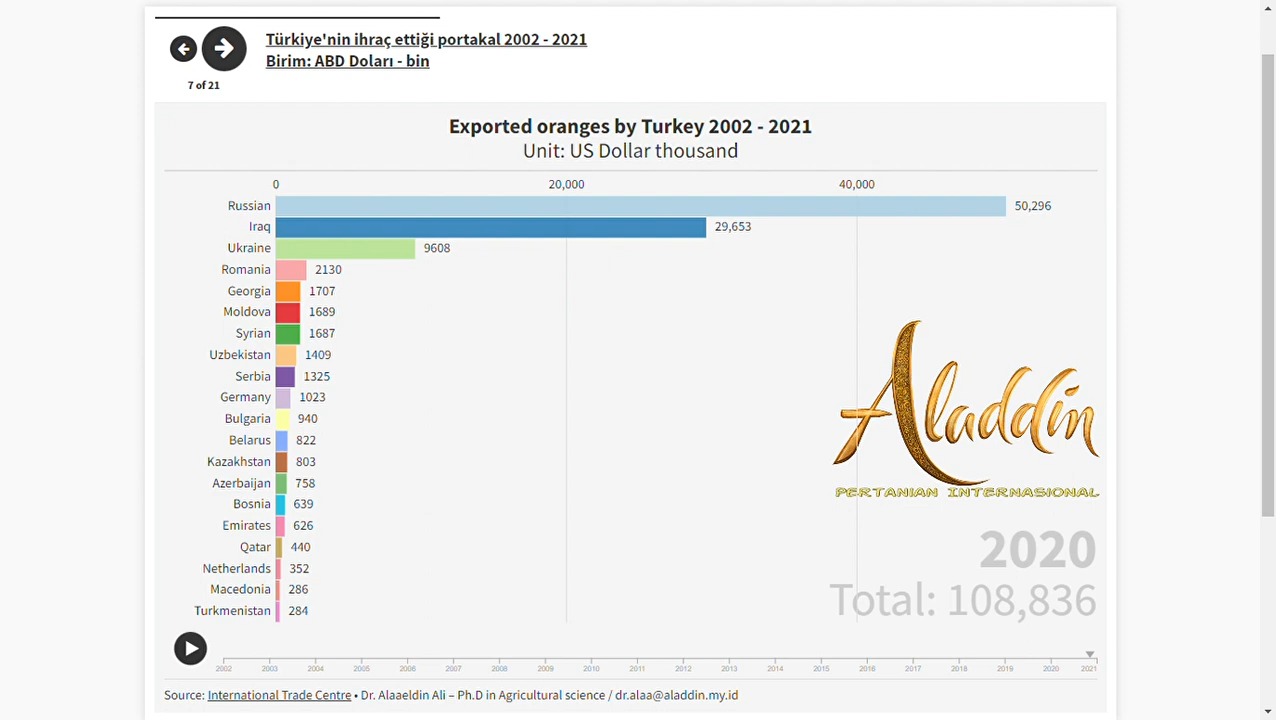 Türkiye'nin ihraç ettiği portakal 2002 - 2021
Birim: ABD Doları - bin
7 of 21
Exported oranges by Turkey 2002 - 2021
Unit: US Dollar thousand
0 20,000 40,000
Russian 50,296
Iraq 29,653
Ukraine 9608
Romania 2130
Georgia 1707
Moldova 1689
Syrian 1687
Uzbekistan 1409
Serbia 1325
Germany 1023
Bulgaria 940
Belarus 822
Kazakhstan 803
Azerbaijan 758
Bosnia 639
Emirates 626
Qatar 440
Netherlands 352
Macedonia 286
Turkmenistan 284
Aladdin
PERTANIAN INTERNASIONAL
2020
Total: 108,836
2002 2003 2004 2005 2006 2007 2008 2009 2010 2011 2012 2013 2014 2015 2016 2017 2018 2019 2020 2021
Source: International Trade Centre • Dr. Alaaeldin Ali – Ph.D in Agricultural science / dr.alaa@aladdin.my.id